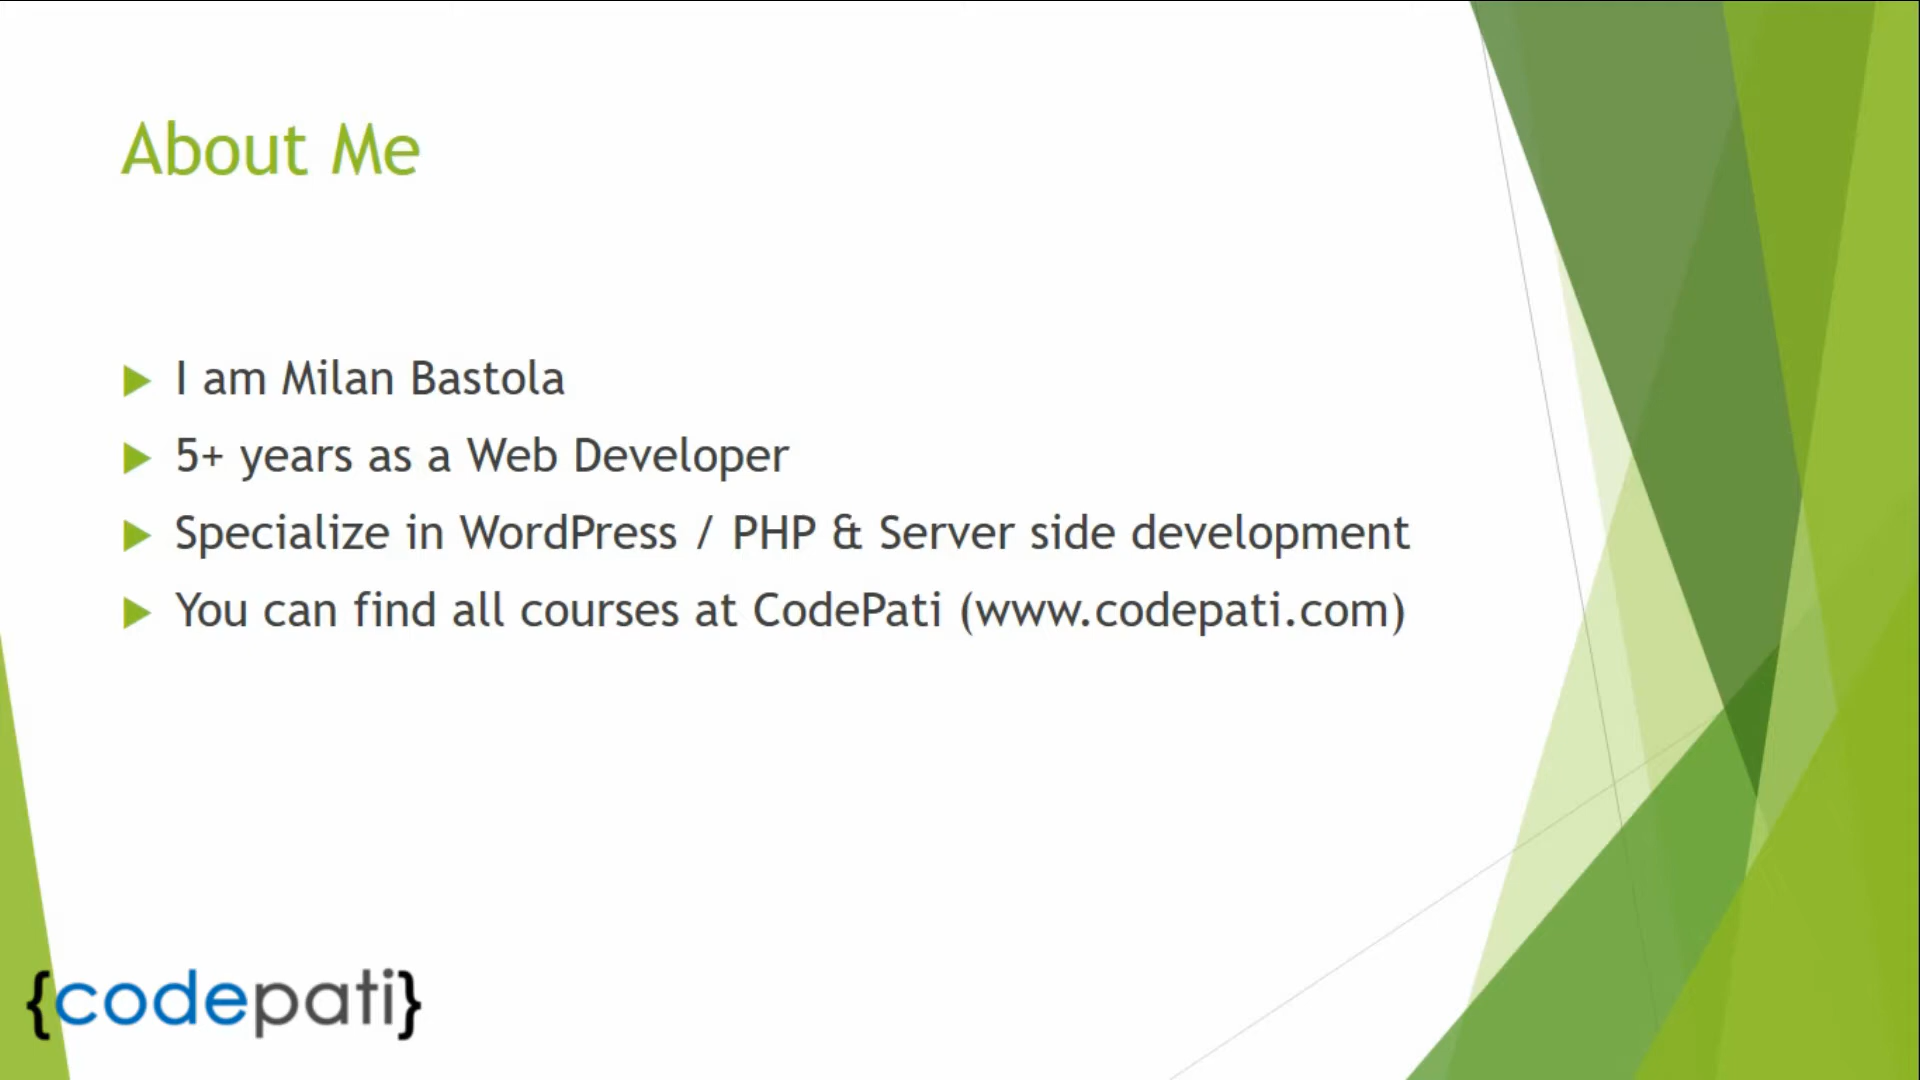 About Me
I am Milan Bastola
5+ years as a Web Developer
Specialize in WordPress / PHP & Server side development
You can find all courses at CodePati (www.codepati.com)
{codepati}